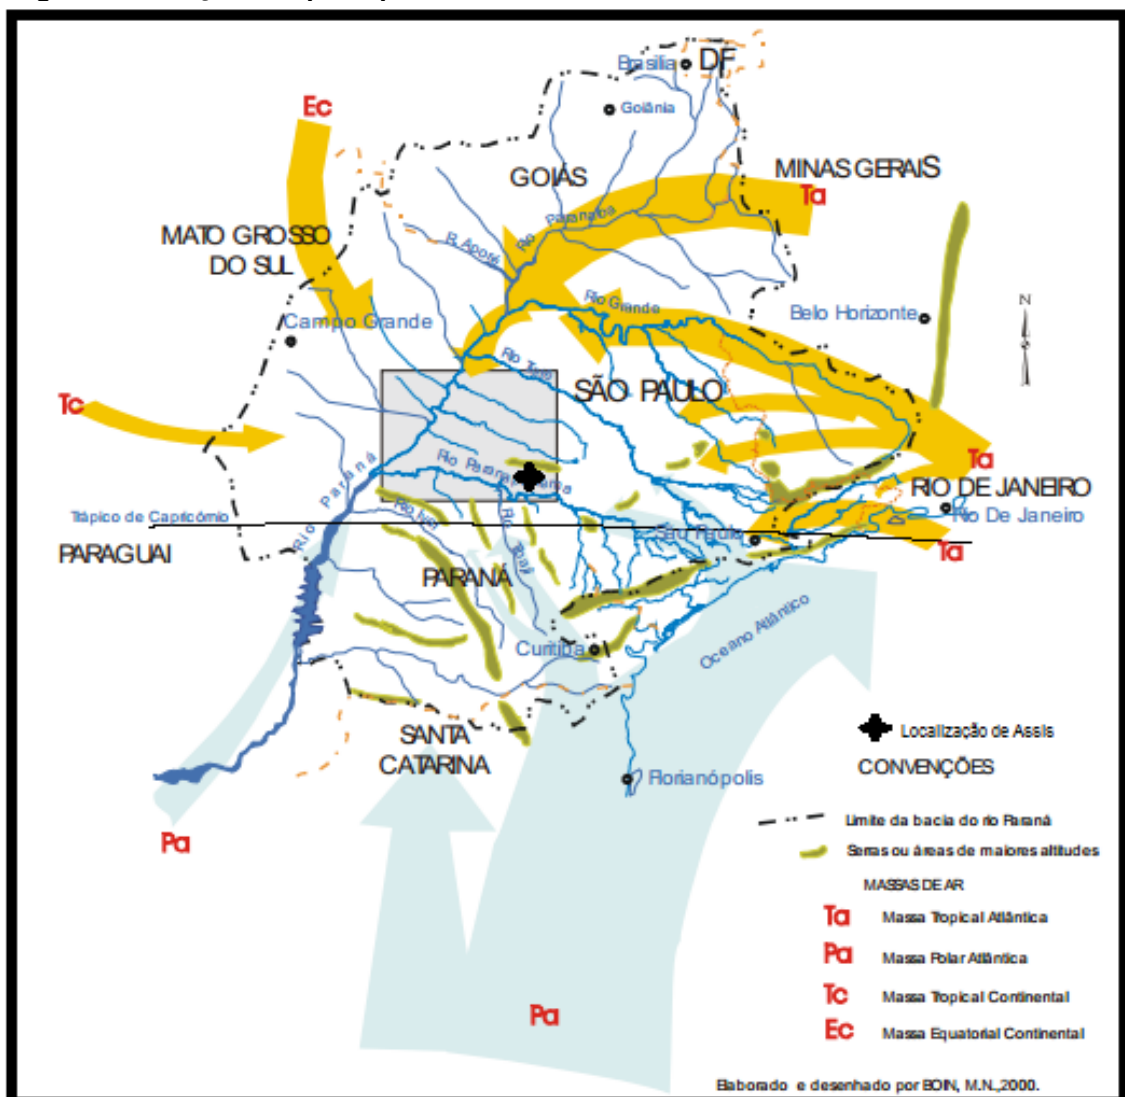 Brasília
DF
Goiânia
Ec
GOIÁS
MINAS GERAIS
Ta
Rio Paranaíba
R. Aporé
MATO GROSSO
DO SUL
Rio Grande
Belo Horizonte
N
Campo Grande
Rio Tietê
SÃO PAULO
Tc
Rio Paraná
Rio Paranapanema
Ta
RIO DE JANEIRO
Rio De Janeiro
Trópico de Capricórnio
Rio Ivaí
Rio Tibaji
São Paulo
Ta
PARAGUAI
PARANÁ
Oceano Atlântico
Curitiba
SANTA
CATARINA
Florianópolis
Localização de Assis
CONVENÇÕES
Limite da bacia do rio Paraná
Serras ou áreas de maiores altitudes
MASSAS DE AR
Ta Massa Tropical Atlântica
Pa Massa Polar Atlântica
Tc Massa Tropical Continental
Ec Massa Equatorial Continental
Pa
Pa
Elaborado e desenhado por BOIN, M.N.,2000.